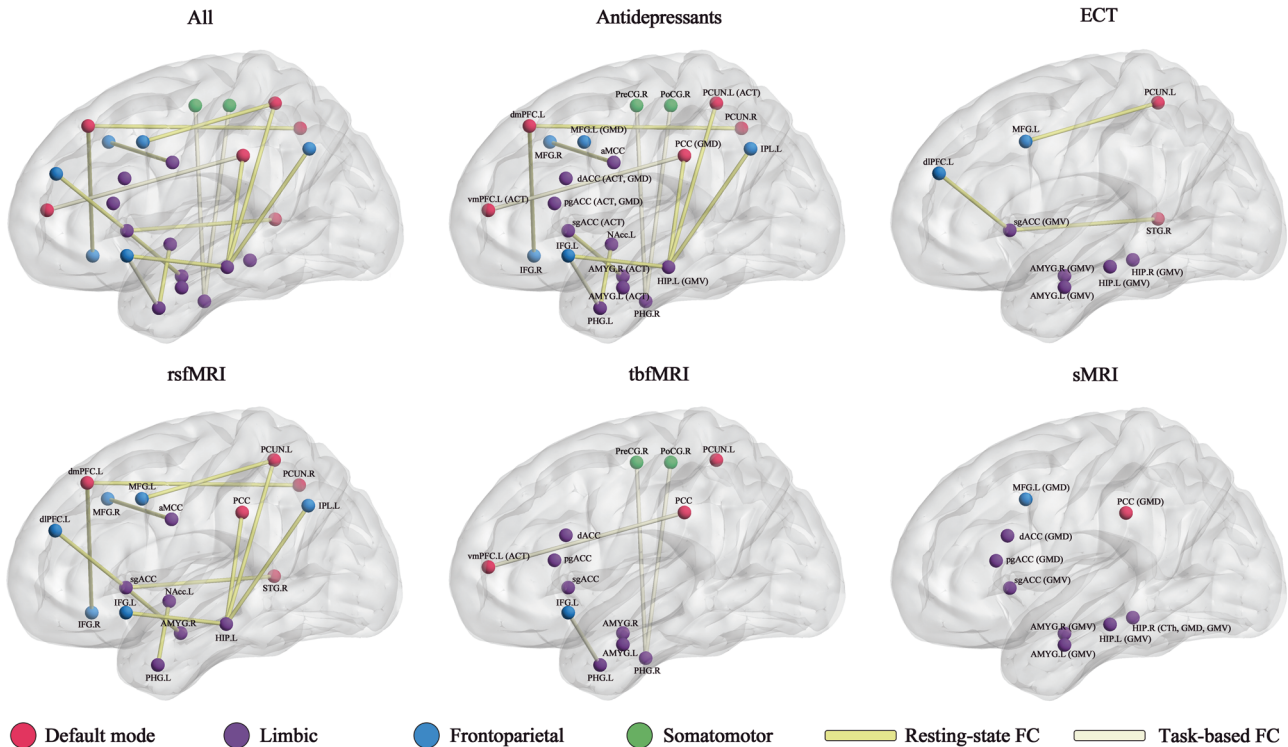 All
Antidepressants
ECT
PreCG.R
PoCG.R
PCUN.L (ACT)
dmPFC.L
PCUN.R
MFG.L (GMD)
MFG.R
aMCC
PCC (GMD)
IPL.L
dACC (ACT, GMD)
vmPFC.L (ACT)
pgACC (ACT, GMD)
sgACC (ACT)
NAcc.L
IFG.L
IFG.R
AMYG.R (ACT)
HIP.L (GMV)
AMYG.L (ACT)
PHG.R
PHG.L
PCUN.L
MFG.L
dlPFC.L
sgACC (GMV)
STG.R
AMYG.R (GMV)
HIP.R (GMV)
HIP.L (GMV)
AMYG.L (GMV)
rsfMRI
tbfMRI
sMRI
PCUN.L
dmPFC.L
PCUN.R
MFG.L
MFG.R
PCC
IPL.L
aMCC
dlPFC.L
sgACC
STG.R
NAcc.L
IFG.L
IFG.R
AMYG.R
HIP.L
PHG.L
PreCG.R
PoCG.R
PCUN.L
PCC
dACC
vmPFC.L (ACT)
pgACC
sgACC
IFG.L
AMYG.R
AMYG.L
PHG.R
PHG.L
MFG.L (GMD)
PCC (GMD)
dACC (GMD)
pgACC (GMD)
sgACC (GMV)
AMYG.R (GMV)
HIP.R (CTh, GMD, GMV)
HIP.L (GMV)
AMYG.L (GMV)
Default mode
Limbic
Frontoparietal
Somatomotor
Resting-state FC
Task-based FC